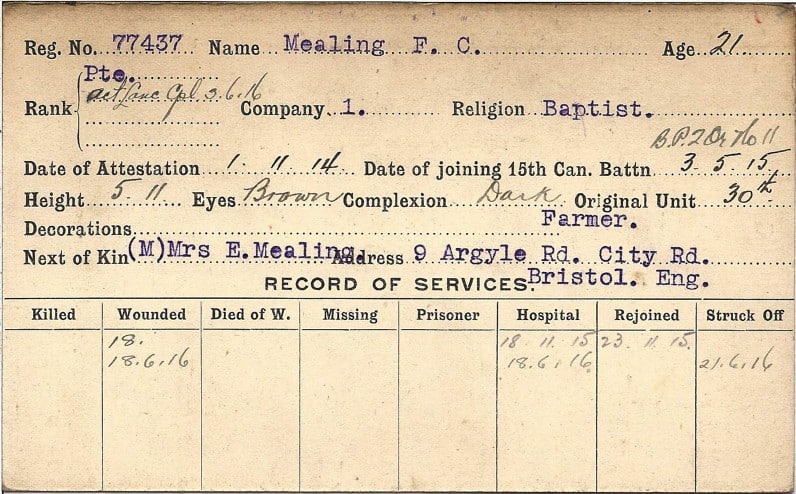 Reg. No. 77437 Name Mealing F. C. Age 21
Pte.
Rank act Lnce Cpl 3.6.16 Company 1. Religion Baptist.
B.P. 2 Or No 11
Date of Attestation 1. 11. 14 Date of joining 15th Can. Battn 3. 5. 15
Height 5 11 Eyes Brown Complexion Dark Original Unit 30th
Decorations Farmer.
Next of Kin (M)Mrs E.Mealing. Address 9 Argyle Rd. City Rd.
Bristol. Eng.
RECORD OF SERVICES.
Killed Wounded Died of W. Missing Prisoner Hospital Rejoined Struck Off
18. 18 11 15 23 11 15
18.6.16 18.6.16 21.6.16